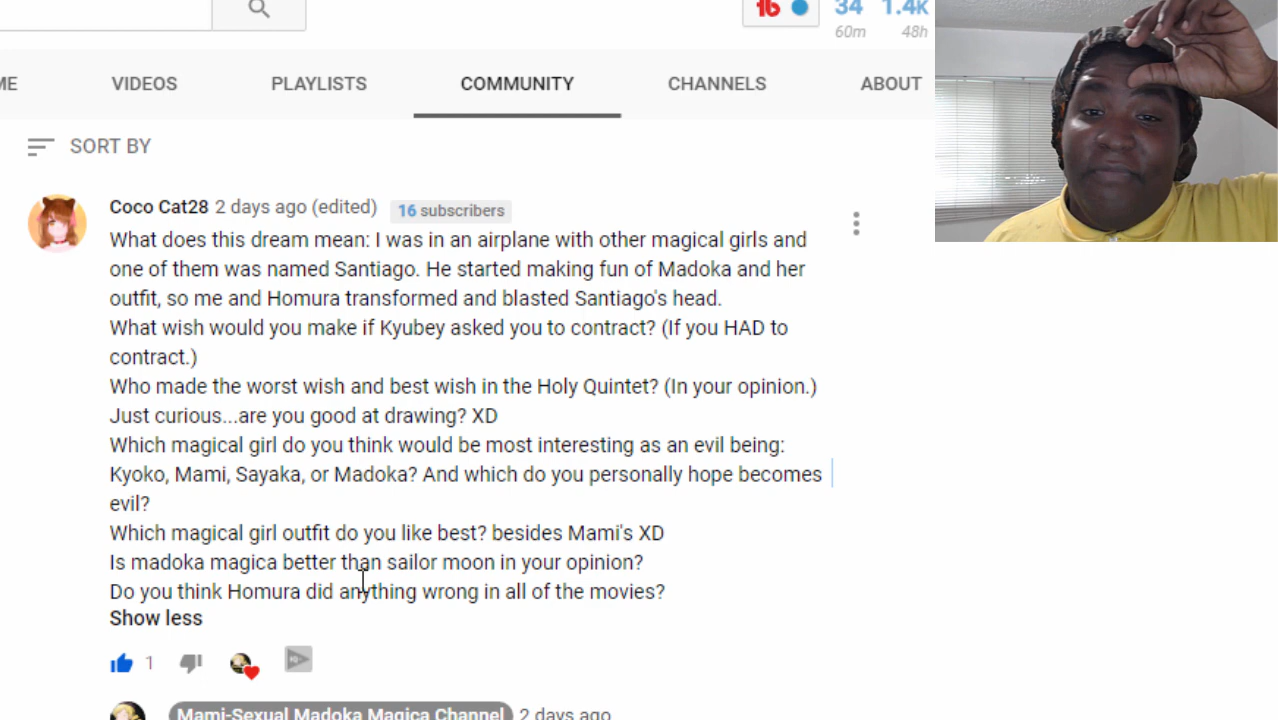 34 1.4K
60m 48h
ME VIDEOS PLAYLISTS COMMUNITY CHANNELS ABOUT
SORT BY
Coco Cat28 2 days ago (edited) 16 subscribers
What does this dream mean: I was in an airplane with other magical girls and
one of them was named Santiago. He started making fun of Madoka and her
outfit, so me and Homura transformed and blasted Santiago's head.
What wish would you make if Kyubey asked you to contract? (If you HAD to
contract.)
Who made the worst wish and best wish in the Holy Quintet? (In your opinion.)
Just curious...are you good at drawing? XD
Which magical girl do you think would be most interesting as an evil being:
Kyoko, Mami, Sayaka, or Madoka? And which do you personally hope becomes
evil?
Which magical girl outfit do you like best? besides Mami's XD
Is madoka magica better than sailor moon in your opinion?
Do you think Homura did anything wrong in all of the movies?
Show less
1
Mami-Sexual Madoka Magica Channel 2 days ago